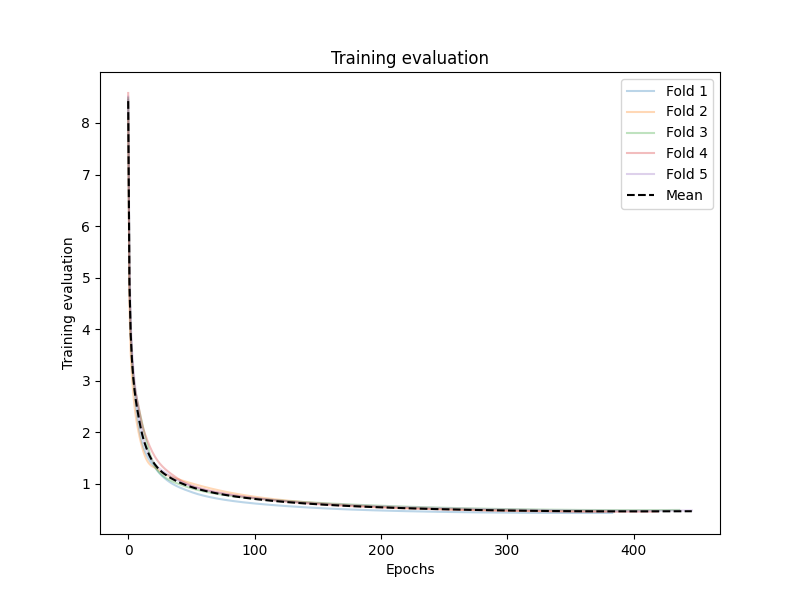 Training evaluation
Fold 1
Fold 2
Fold 3
Fold 4
Fold 5
Mean
Training evaluation
8
7
6
5
4
3
2
1
0 100 200 300 400
Epochs